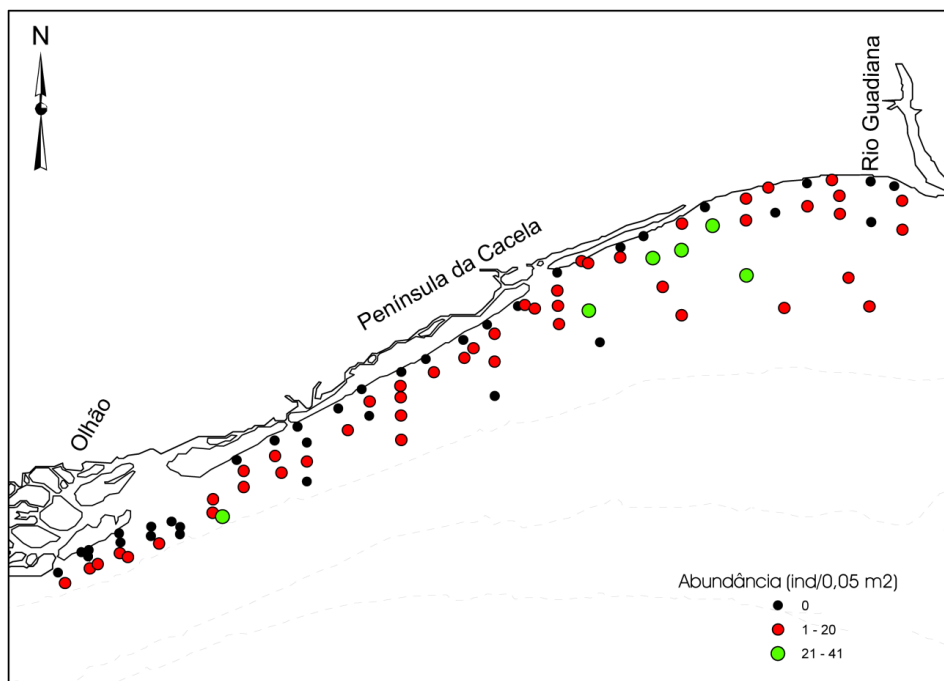 N
Rio Guadiana
Península da Cacela
Olhão
Abundância (ind/0,05 m2)
0
1 - 20
21 - 41